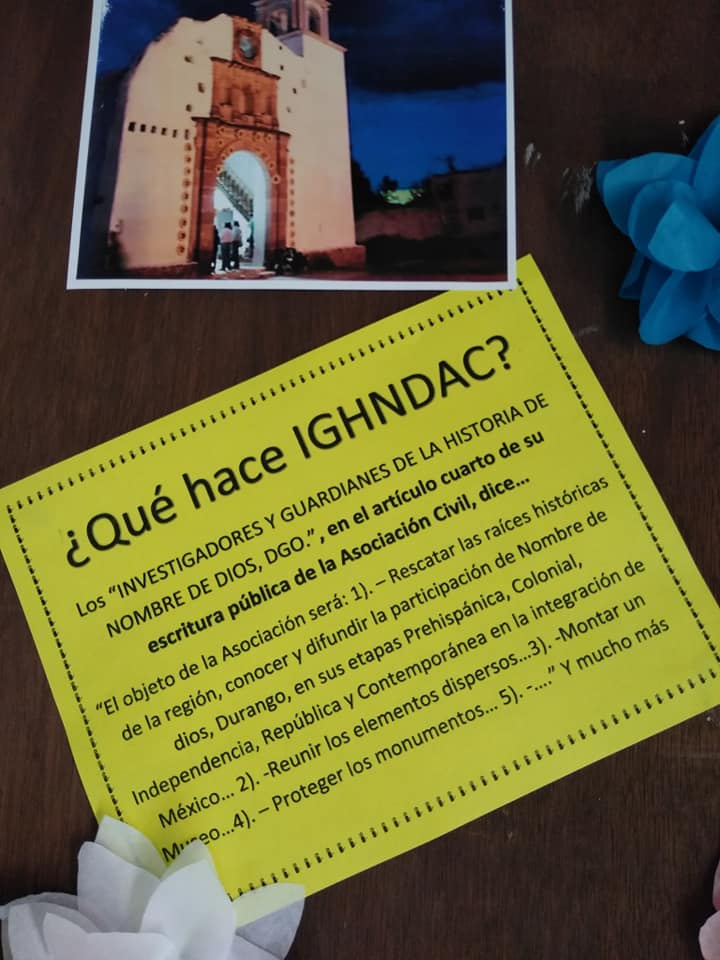 ¿Qué hace IGHNDAC?
Los “INVESTIGADORES Y GUARDIANES DE LA HISTORIA DE
NOMBRE DE DIOS, DGO.” , en el artículo cuarto de su
escritura pública de la Asociación Civil, dice...
“El objeto de la Asociación será: 1). – Rescatar las raíces históricas
de la región, conocer y difundir la participación de Nombre de
dios, Durango, en sus etapas Prehispánica, Colonial,
Independencia, República y Contemporánea en la integración de
México... 2). -Reunir los elementos dispersos...3). -Montar un
Museo...4). – Proteger los monumentos... 5). -....” Y mucho más